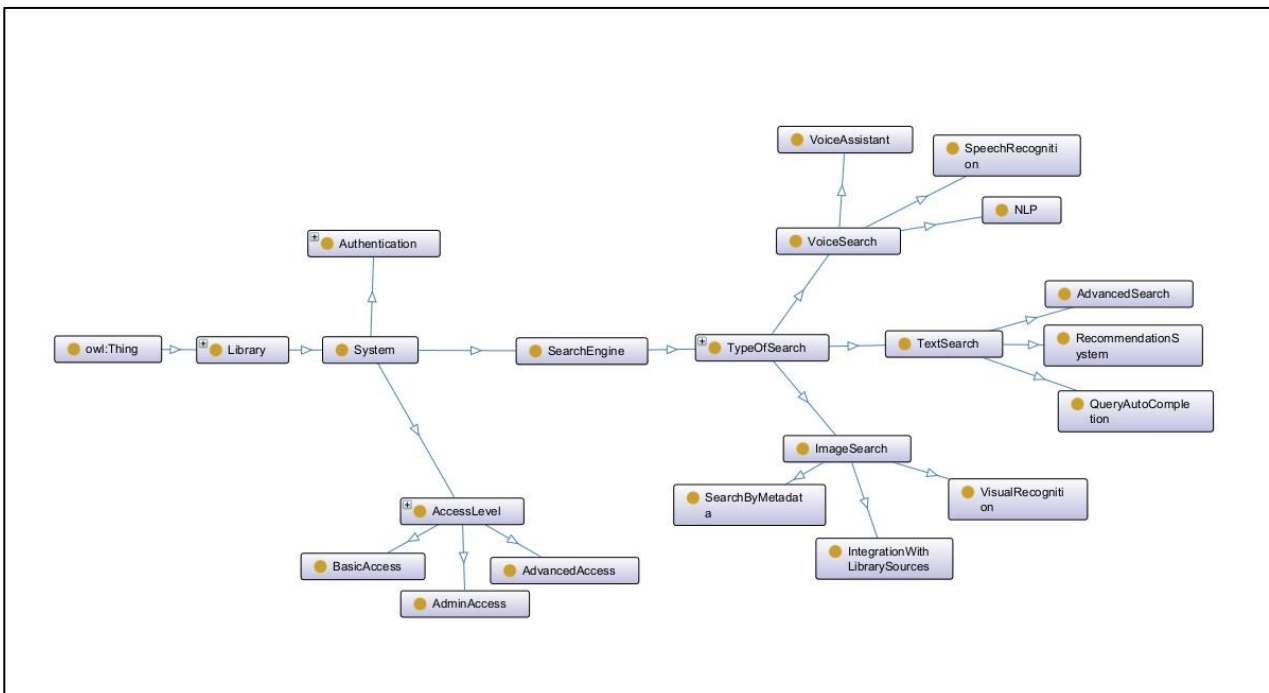 VoiceAssistant
SpeechRecogniti
on
NLP
VoiceSearch
Authentication
AdvancedSearch
owl:Thing
Library
System
SearchEngine
TypeOfSearch
TextSearch
RecommendationS
ystem
QueryAutoComple
tion
ImageSearch
SearchByMetadat
a
VisualRecogniti
on
AccessLevel
IntegrationWith
LibrarySources
BasicAccess
AdvancedAccess
AdminAccess